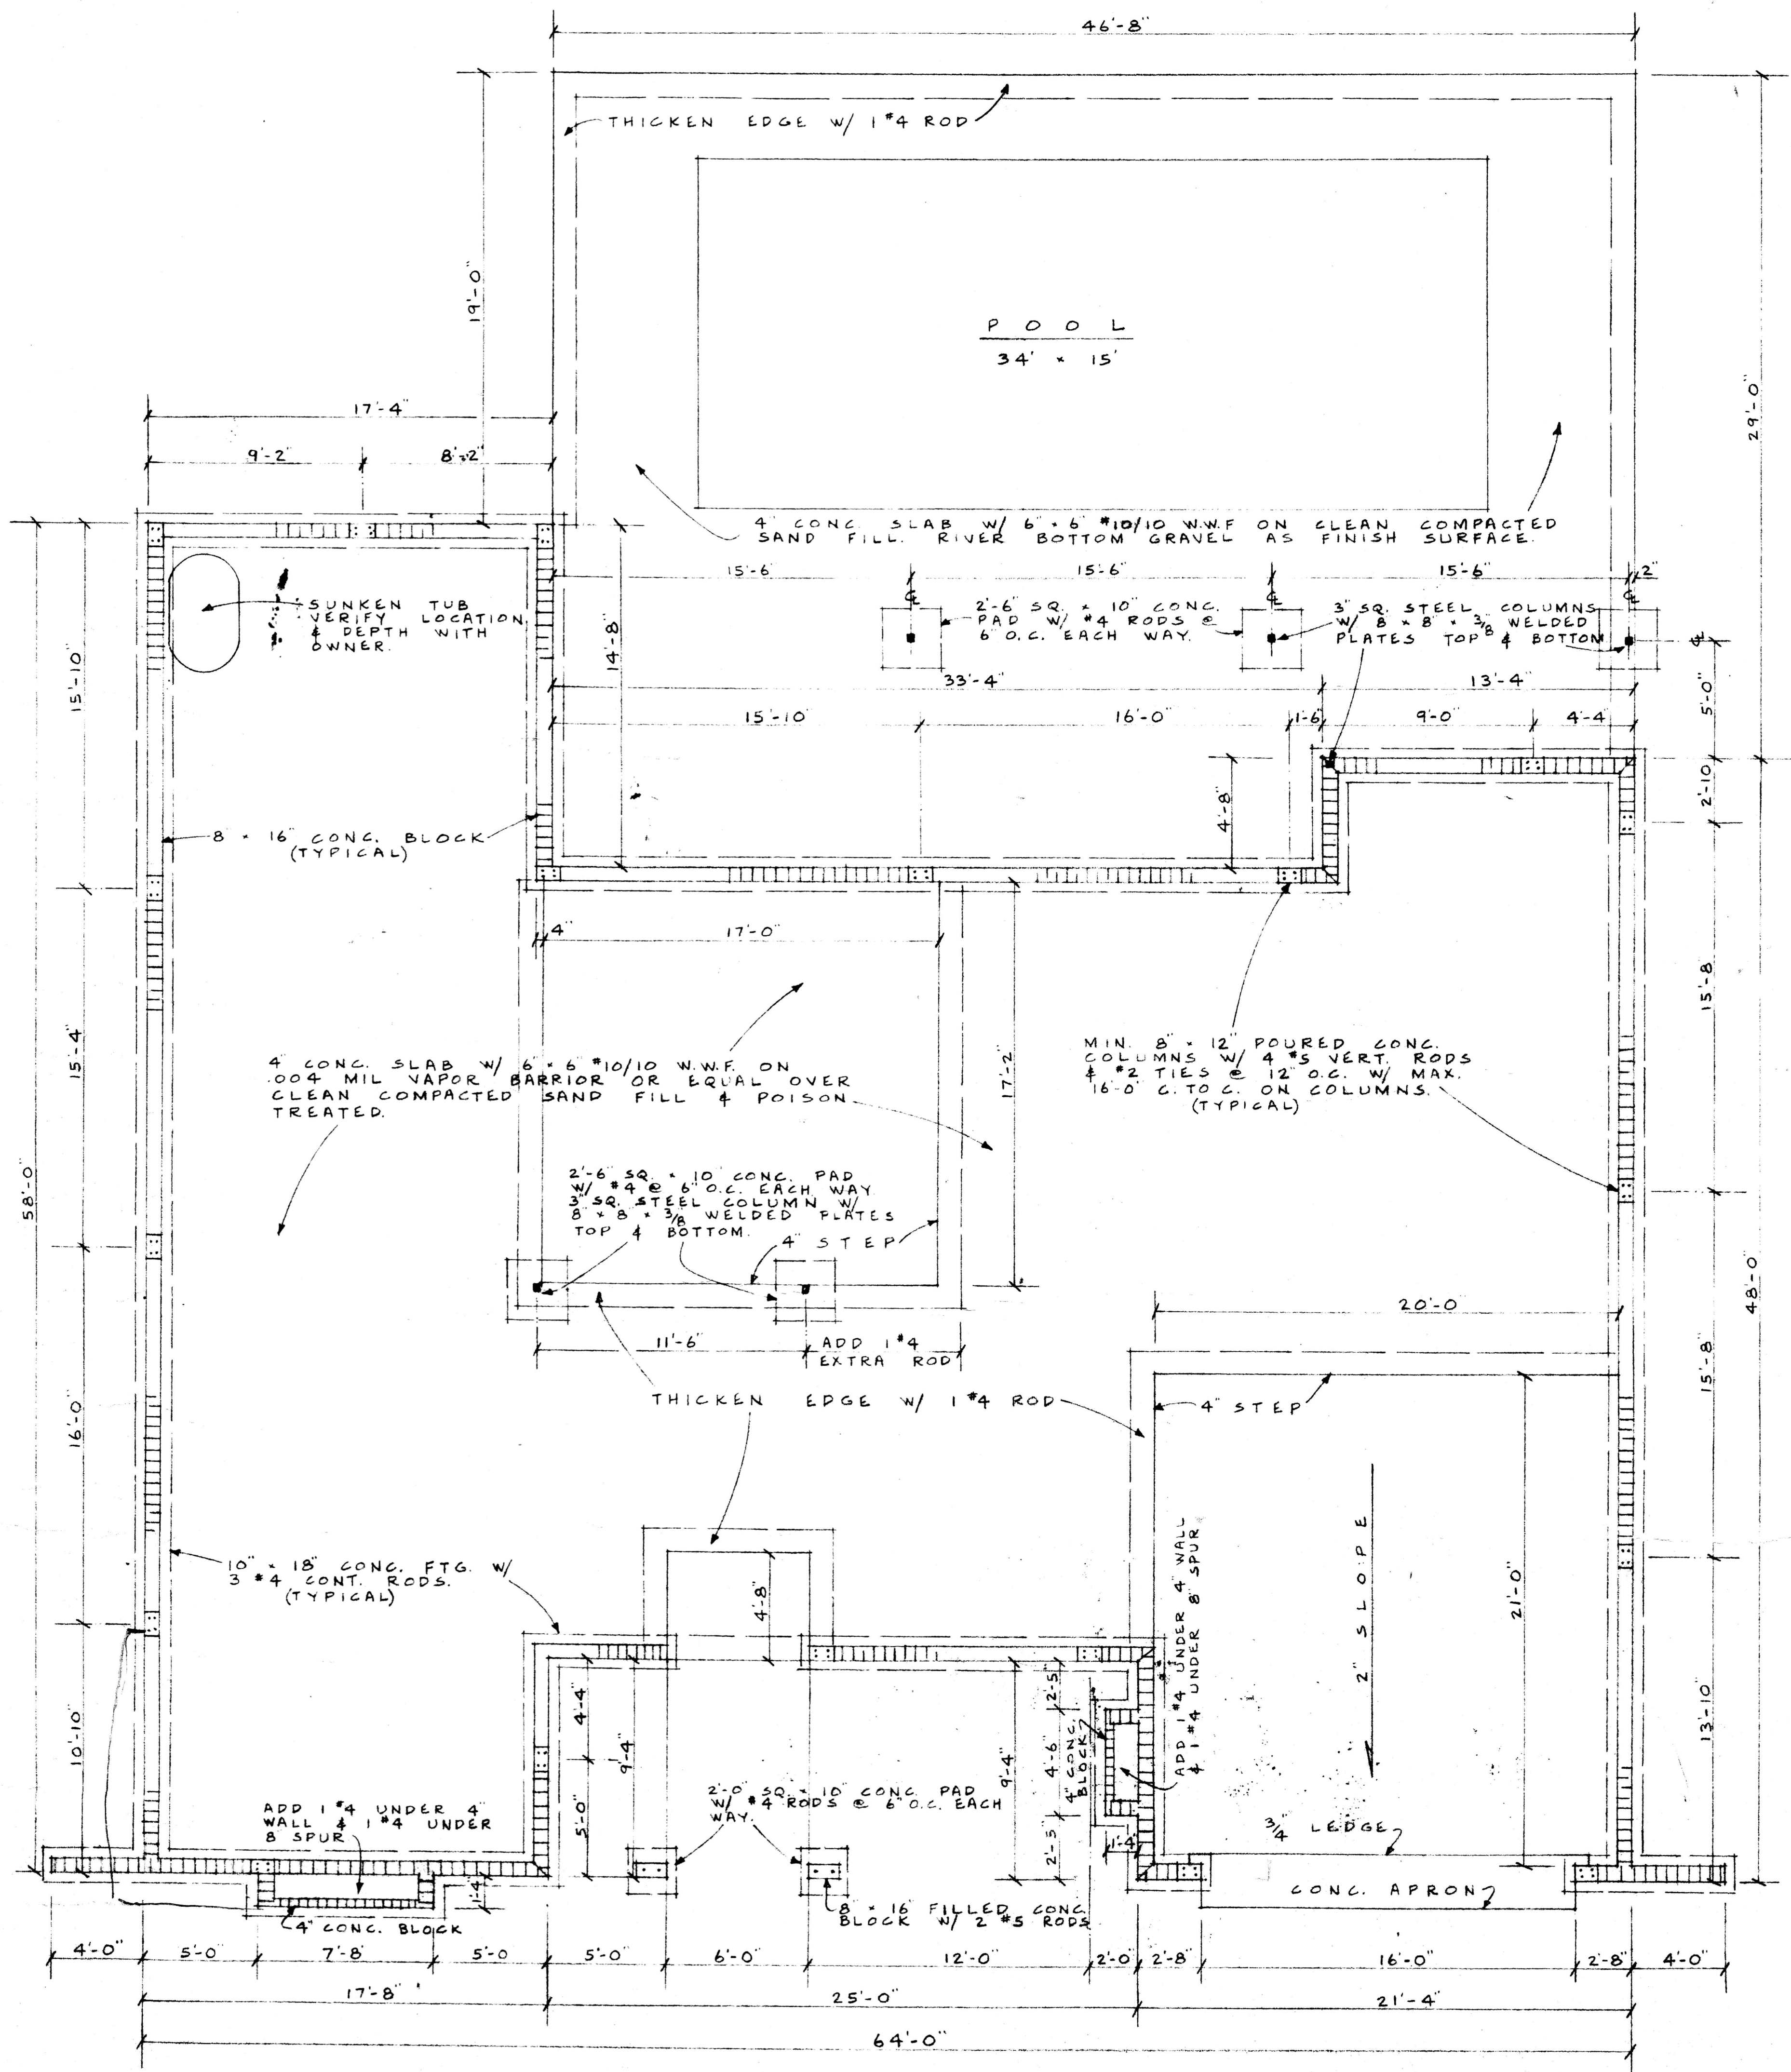 46'-8"
THICKEN EDGE W/ 1 #4 ROD
19'-0"
POOL
34' x 15'
29'-0"
17'-4"
9'-2"
8'-2"
4" CONC. SLAB W/ 6" x 6" #10/10 W.W.F. ON CLEAN COMPACTED
SAND FILL. RIVER BOTTOM GRAVEL AS FINISH SURFACE.
15'-6"
15'-6"
15'-6"
2"
SUNKEN TUB
VERIFY LOCATION
& DEPTH WITH
OWNER.
2'-6" SQ. x 10" CONC.
PAD W/ #4 RODS @
6" O.C. EACH WAY.
3" SQ. STEEL COLUMNS
W/ 8" x 8" x 3/8" WELDED
PLATES TOP & BOTTOM
15'-10"
14'-8"
33'-4"
13'-4"
5'-0"
15'-10"
16'-0"
1'-6"
9'-0"
4'-4"
4'-8"
2'-10"
8" x 16" CONC. BLOCK
(TYPICAL)
4"
17'-0"
15'-8"
15'-4"
4" CONC. SLAB W/ 6" x 6" #10/10 W.W.F. ON
.004 MIL VAPOR BARRIOR OR EQUAL OVER
CLEAN COMPACTED SAND FILL & POISON
TREATED.
17'-2"
MIN. 8" x 12" POURED CONC.
COLUMNS W/ 4 #5 VERT. RODS
& #2 TIES @ 12" O.C. W/ MAX.
16'-0" C. TO C. ON COLUMNS.
(TYPICAL)
58'-0"
2'-6" SQ. x 10" CONC. PAD
W/ #4 @ 6" O.C. EACH WAY
3" SQ. STEEL COLUMN W/
8" x 8" x 3/8" WELDED PLATES
TOP & BOTTOM.
4" STEP
48'-0"
20'-0"
11'-6"
ADD 1 #4
EXTRA ROD
15'-8"
16'-0"
THICKEN EDGE W/ 1 #4 ROD
4" STEP
10" x 18" CONC. FTG. W/
3 #4 CONT. RODS.
(TYPICAL)
4'-8"
ADD 1 #4 UNDER 4" WALL
& 1 #4 UNDER 8" SPUR
2" SLOPE
21'-0"
10'-10"
4'-4"
9'-4"
5'-0"
9'-4"
2'-5"
4'-6"
2'-5"
4" CONC.
BLOCK
13'-10"
2'-0" SQ. x 10" CONC. PAD
W/ #4 RODS @ 6" O.C. EACH
WAY.
ADD 1 #4 UNDER 4"
WALL & 1 #4 UNDER
8" SPUR
3/4" LEDGE
1'-4"
1'-4"
CONC. APRON
4" CONC. BLOCK
8" x 16" FILLED CONC.
BLOCK W/ 2 #5 RODS
4'-0"
5'-0"
7'-8"
5'-0"
5'-0"
6'-0"
12'-0"
2'-0"
2'-8"
16'-0"
2'-8"
4'-0"
17'-8"
25'-0"
21'-4"
64'-0"